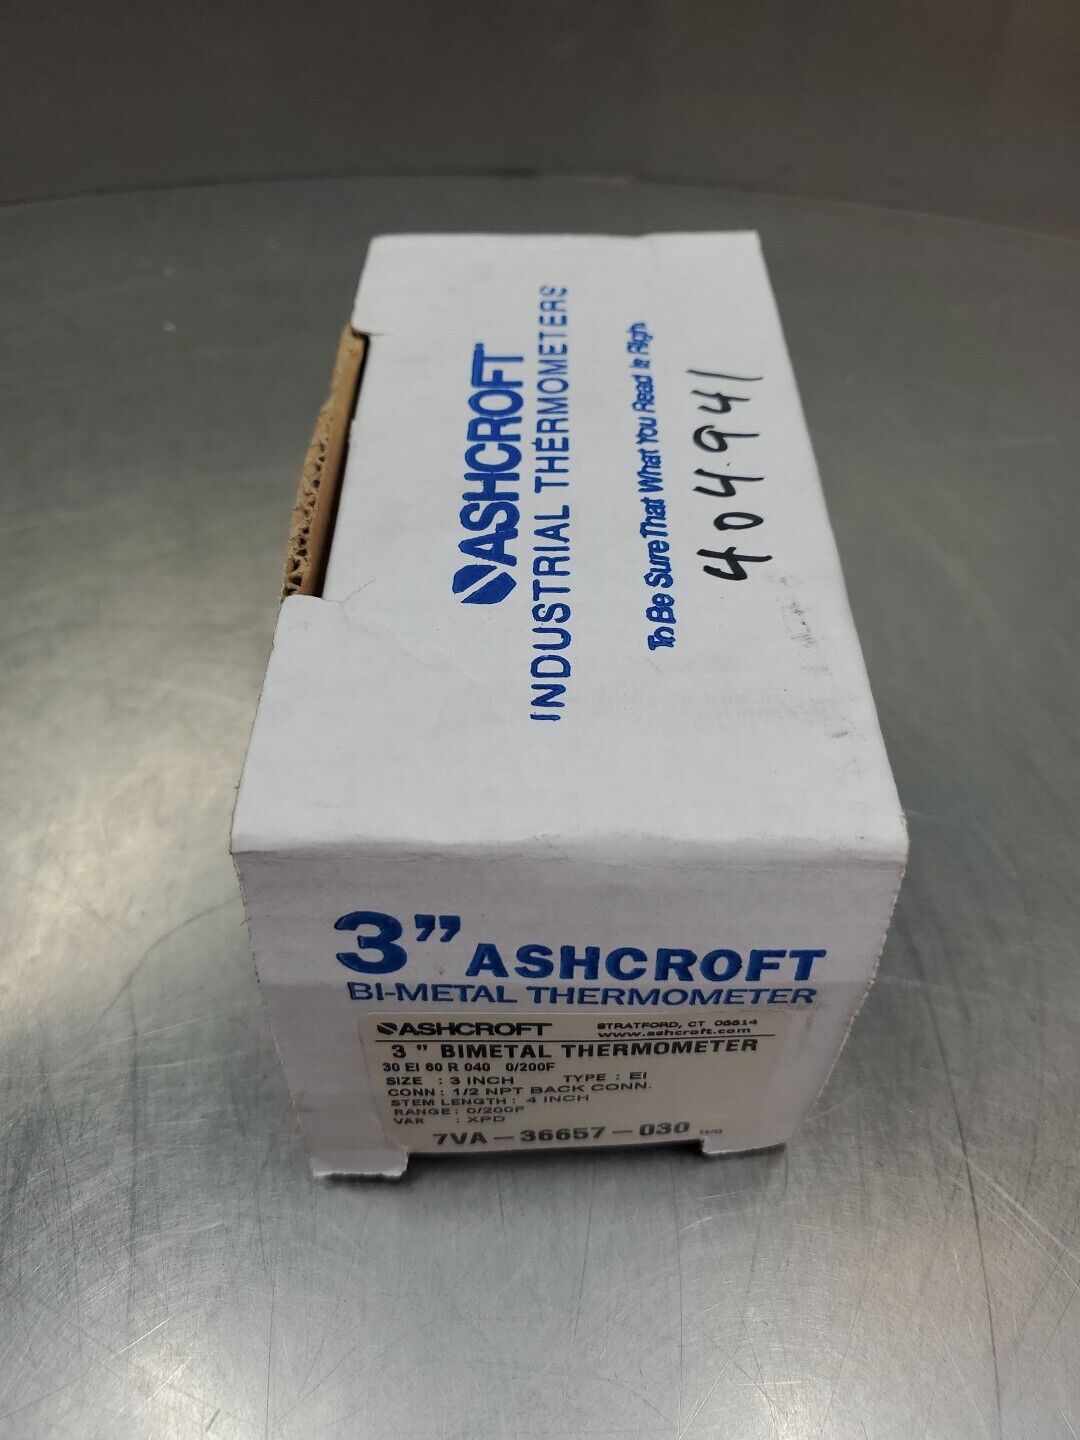 ASHCROFT
INDUSTRIAL THERMOMETERS
To Be Sure That What You Read is Righ
404941
3" ASHCROFT
BI-METAL THERMOMETER
ASHCROFT STRATFORD, CT 06614
www.ashcroft.com
3 " BIMETAL THERMOMETER
30 EI 60 R 040 0/200F
SIZE : 3 INCH TYPE : EI
CONN : 1/2 NPT BACK CONN.
STEM LENGTH : 4 INCH
RANGE : 0/200F
VAR : XPD
7VA-36657-030